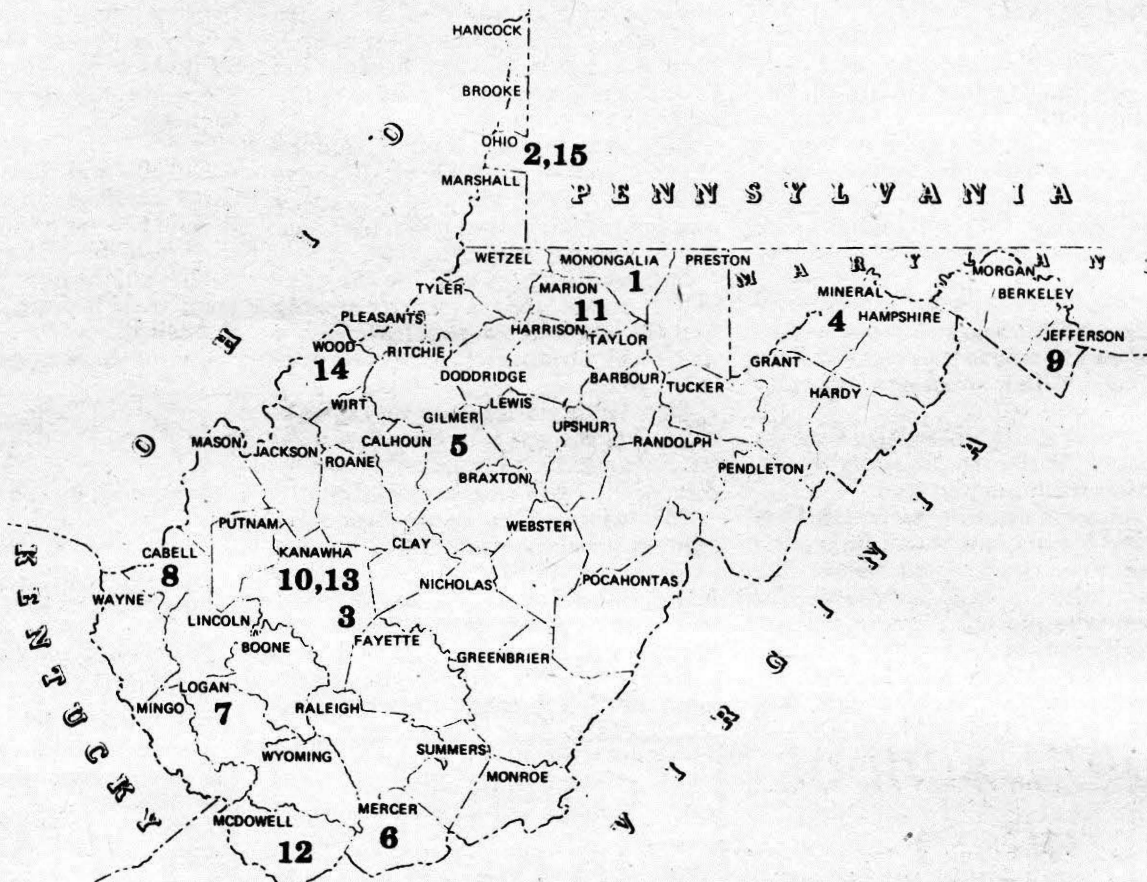 HANCOCK
BROOKE
OHIO
2,15
MARSHALL
PENNSYLVANIA
OHIO
WETZEL
MONONGALIA
PRESTON
MARYLAN
MORGAN
1
TYLER
MARION
MINERAL
BERKELEY
11
4
HAMPSHIRE
PLEASANTS
HARRISON
TAYLOR
JEFFERSON
9
WOOD
RITCHIE
14
GRANT
DODDRIDGE
BARBOUR
TUCKER
HARDY
WIRT
LEWIS
GILMER
UPSHUR
MASON
JACKSON
CALHOUN
5
RANDOLPH
ROANE
BRAXTON
PENDLETON
PUTNAM
WEBSTER
CABELL
KANAWHA
CLAY
8
10,13
NICHOLAS
POCAHONTAS
WAYNE
3
LINCOLN
FAYETTE
BOONE
GREENBRIER
KENTUCKY
VIRGINIA
LOGAN
MINGO
7
RALEIGH
WYOMING
SUMMERS
MONROE
MERCER
MCDOWELL
6
12